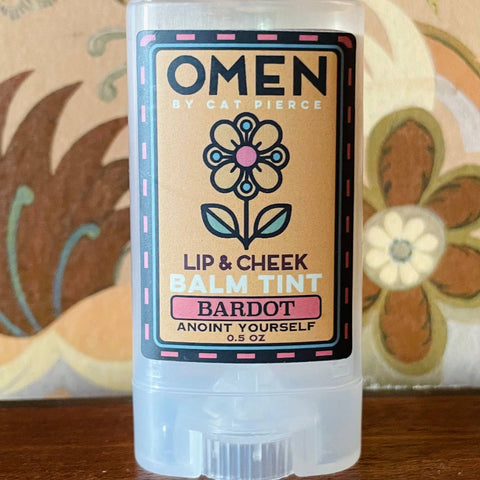 OMEN
BY CAT PIERCE
LIP & CHEEK
BALM TINT
BARDOT
ANOINT YOURSELF
0.5 OZ